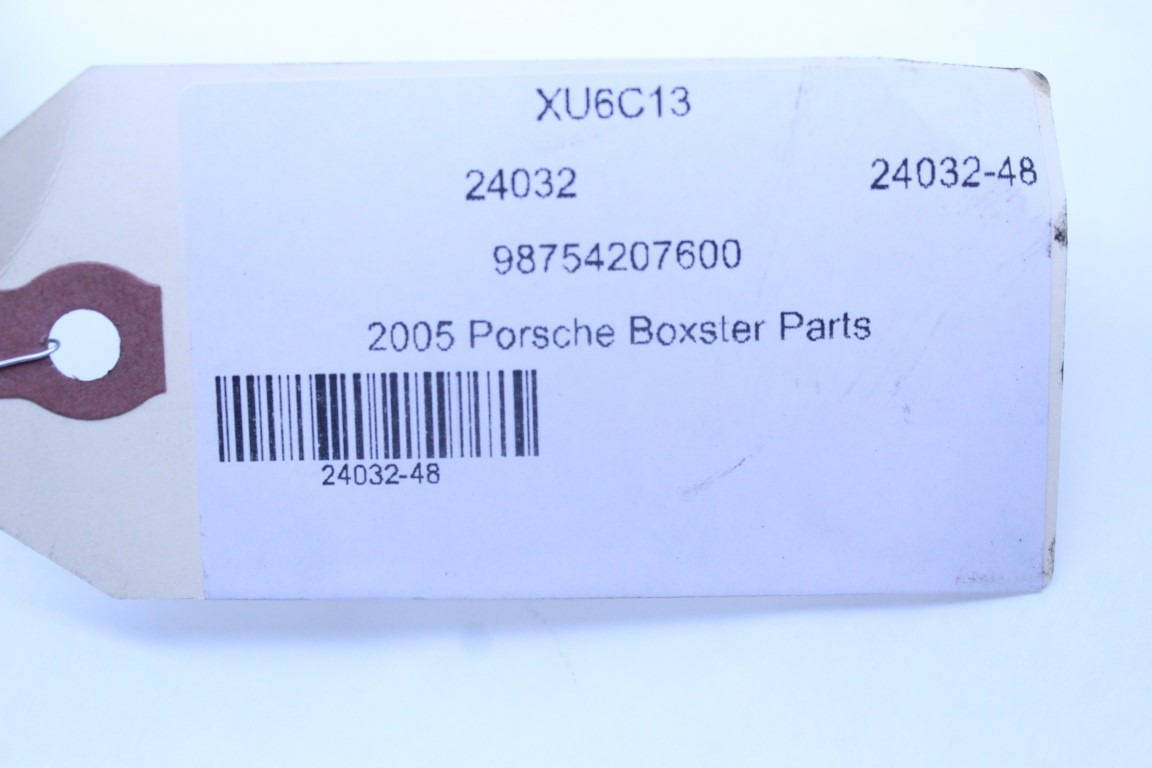 XU6C13
24032 24032-48
98754207600
2005 Porsche Boxster Parts
24032-48